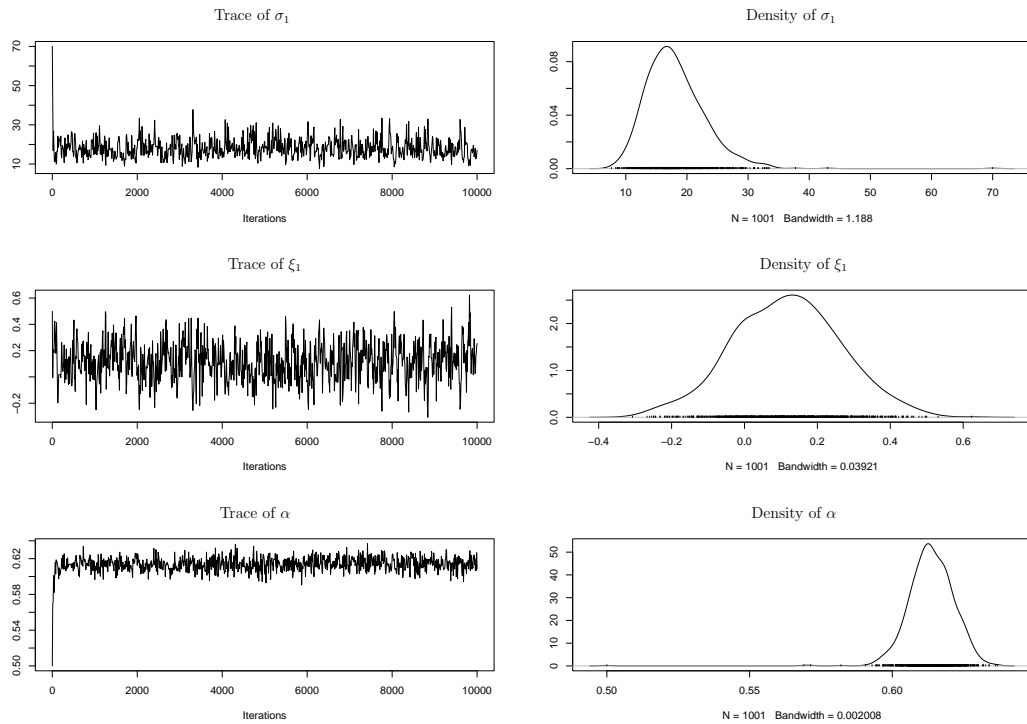 Trace of σ1
Density of σ1
10 30 50 70
0 2000 4000 6000 8000 10000
Iterations
0.00 0.04 0.08
10 20 30 40 50 60 70
N = 1001 Bandwidth = 1.188
Trace of ξ1
Density of ξ1
−0.2 0.2 0.6
0 2000 4000 6000 8000 10000
Iterations
0.0 1.0 2.0
−0.4 −0.2 0.0 0.2 0.4 0.6
N = 1001 Bandwidth = 0.03921
Trace of α
Density of α
0.50 0.54 0.58 0.62
0 2000 4000 6000 8000 10000
Iterations
0 10 20 30 40 50
0.50 0.55 0.60
N = 1001 Bandwidth = 0.002008